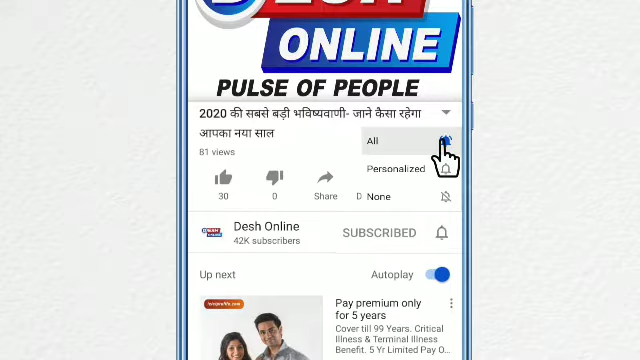 DESH
ONLINE
PULSE OF PEOPLE
2020 की सबसे बड़ी भविष्यवाणी- जाने कैसा रहेगा
आपका नया साल
81 views
All
Personalized
None
30
0
Share
D
Desh Online
42K subscribers
SUBSCRIBED
Up next
Autoplay
Pay premium only
for 5 years
Cover till 99 Years. Critical
Illness & Terminal Illness
Benefit. 5 Yr Limited Pay O...